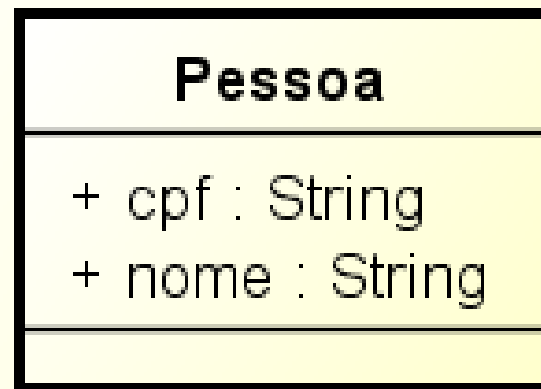 Pessoa
+ cpf : String
+ nome : String